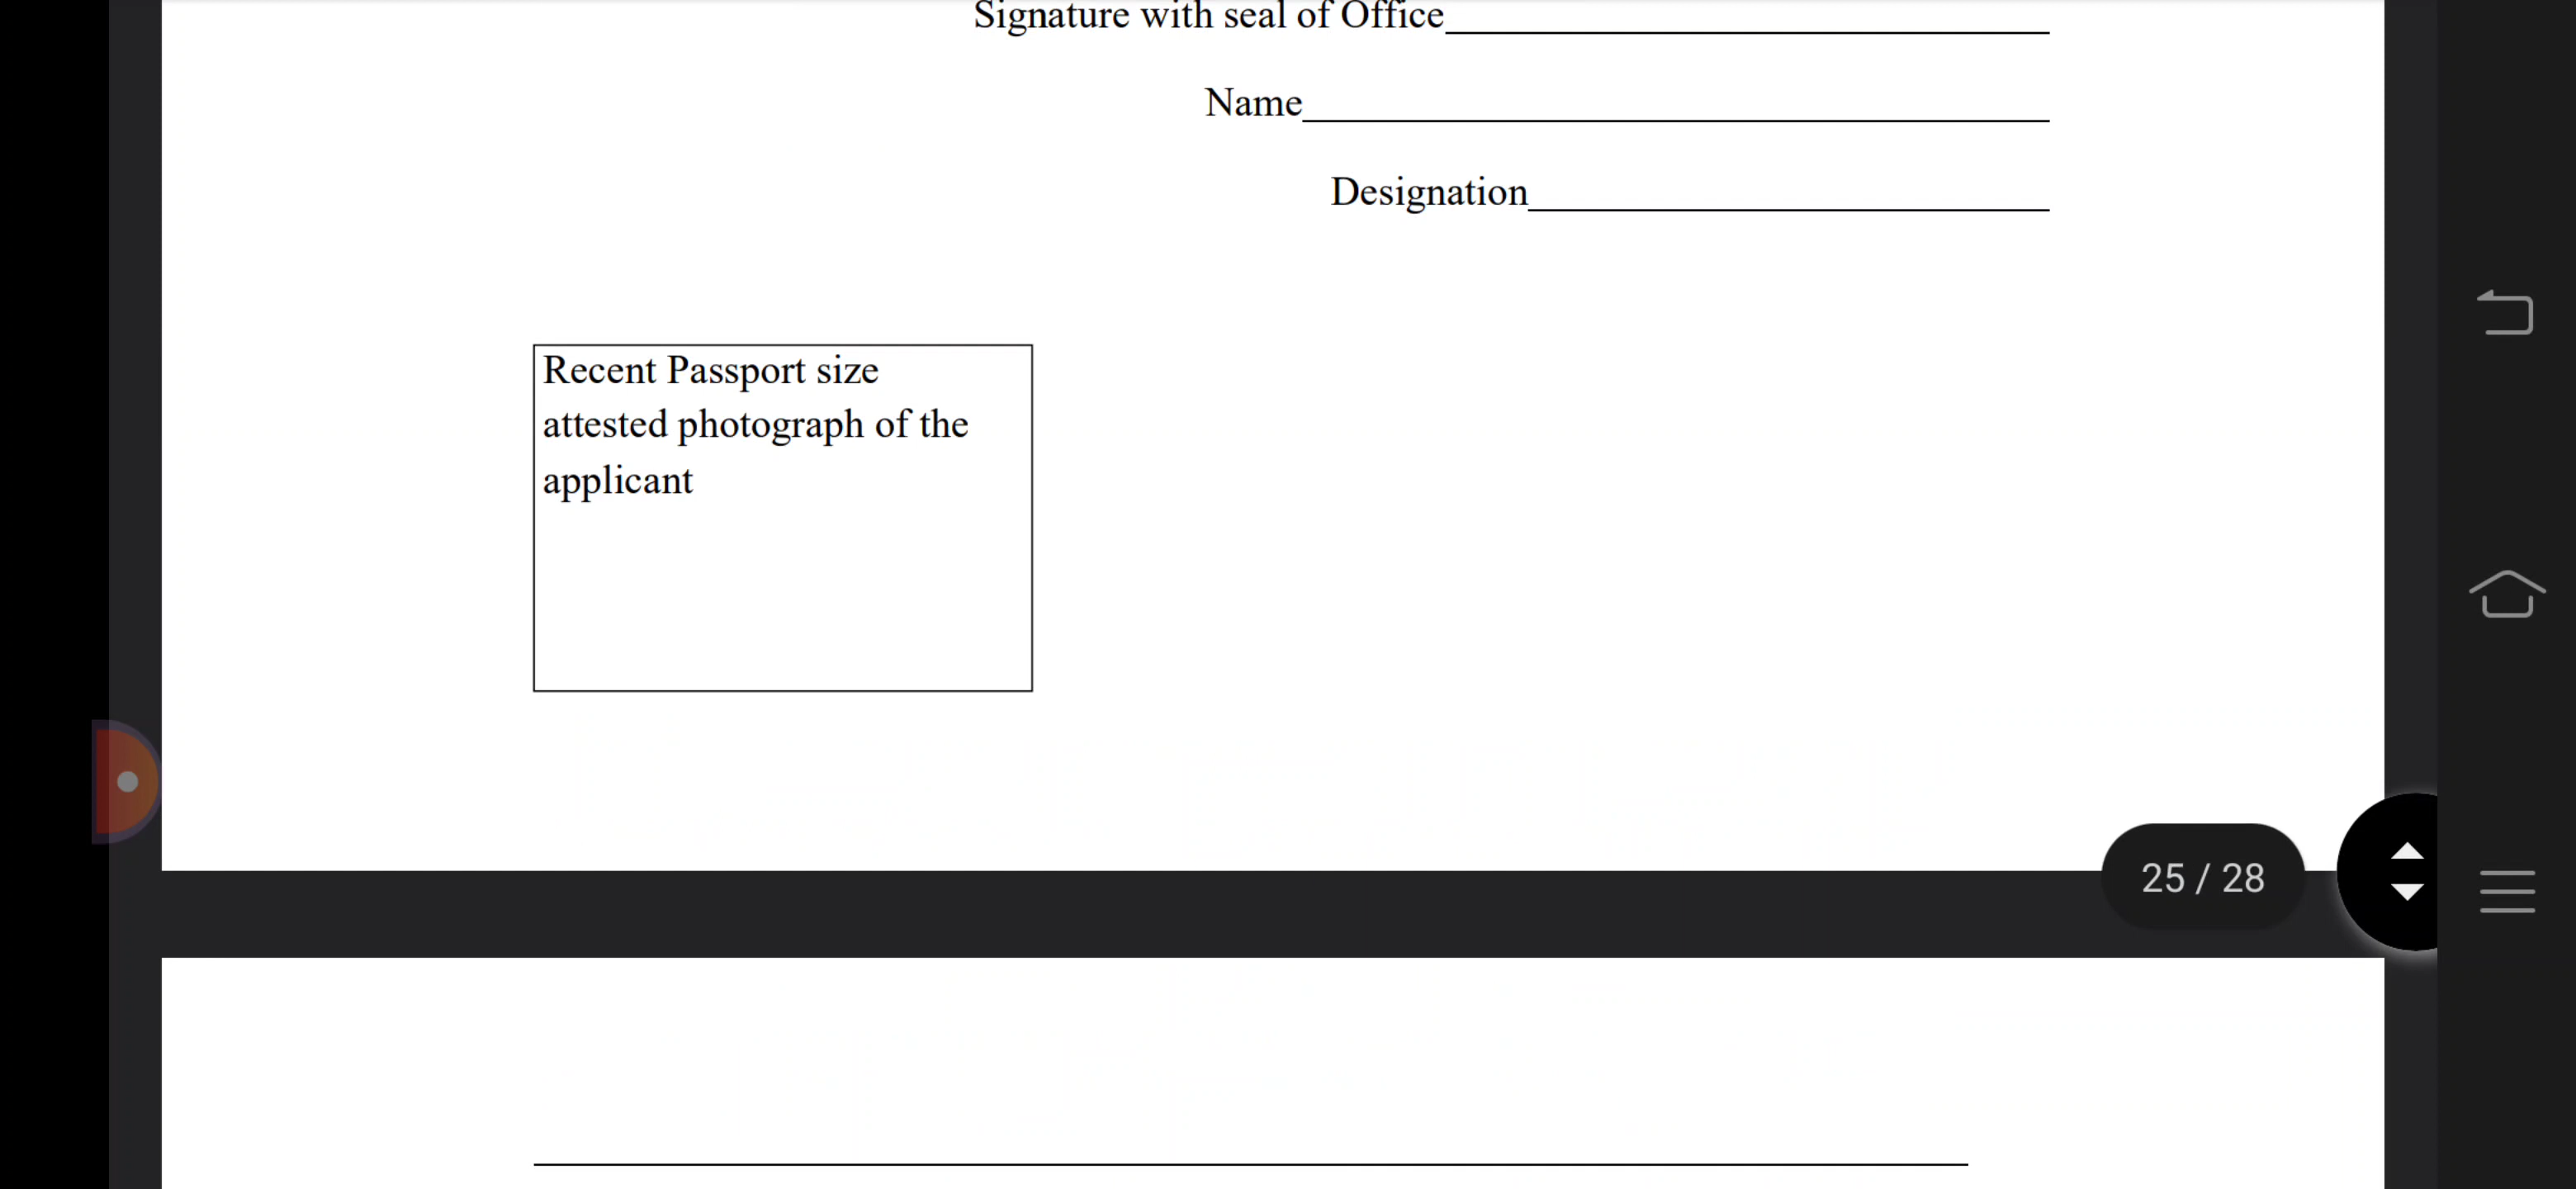 Signature with seal of Office
Name
Designation
Recent Passport size
attested photograph of the
applicant
25 / 28